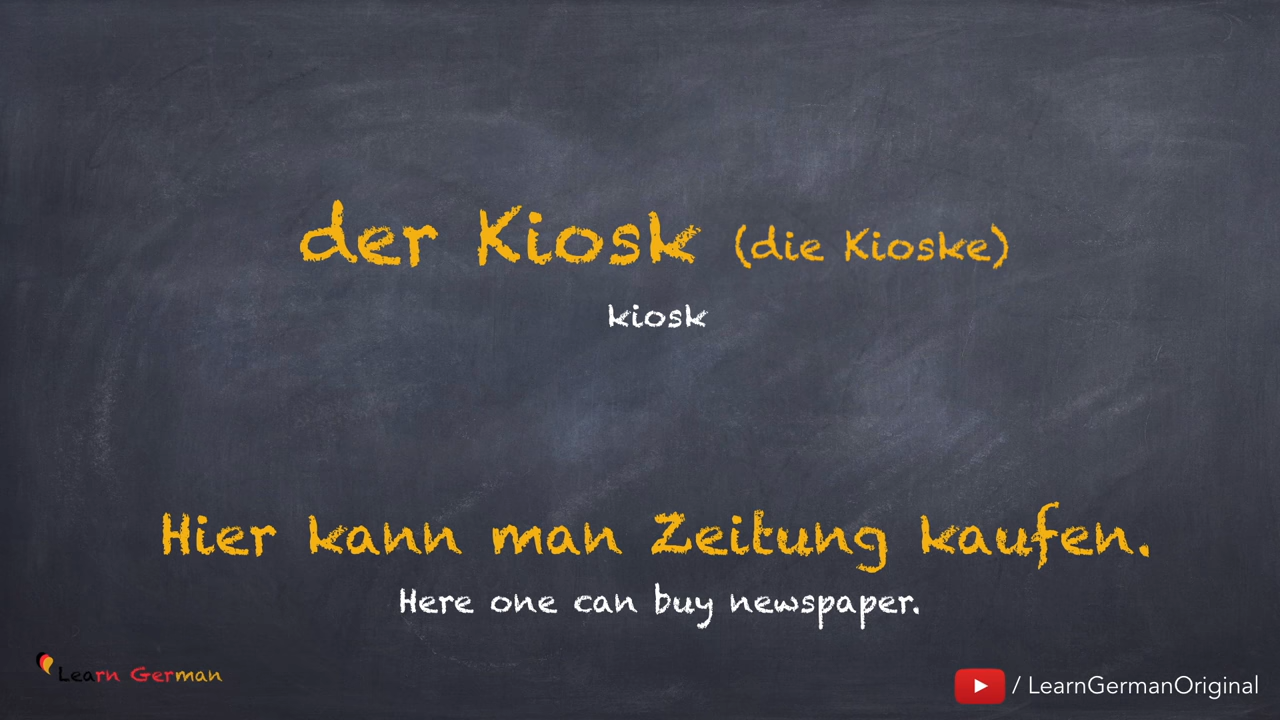 der Kiosk (die Kioske)
kiosk
Hier kann man Zeitung kaufen.
Here one can buy newspaper.
Learn German
/ LearnGermanOriginal